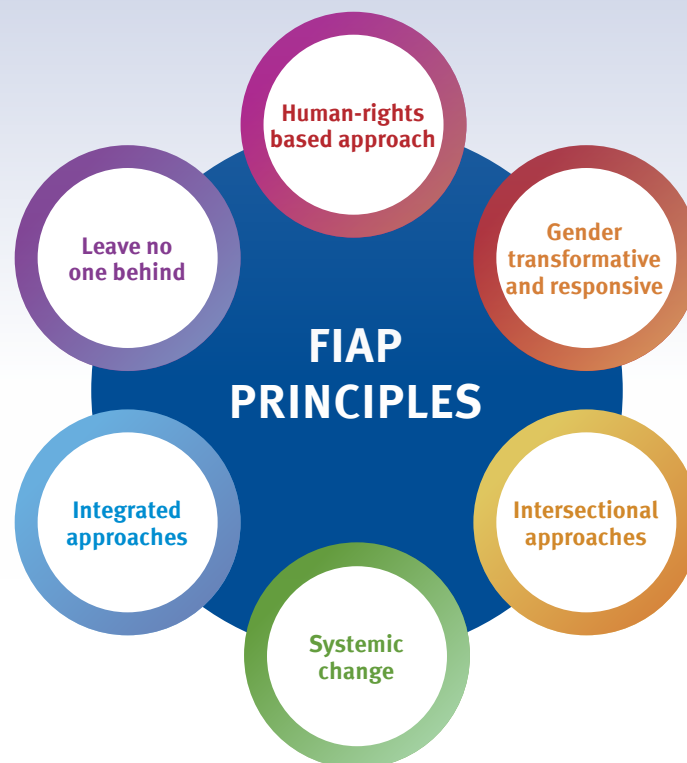 Human-rights
based approach
Gender
transformative
and responsive
Leave no
one behind
FIAP
PRINCIPLES
Integrated
approaches
Intersectional
approaches
Systemic
change